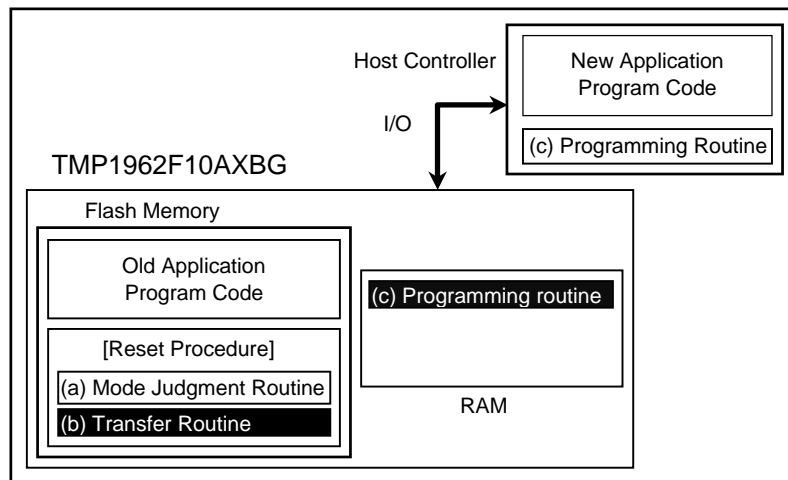 Host Controller
New Application
Program Code
(c) Programming Routine
I/O
TMP1962F10AXBG
Flash Memory
Old Application
Program Code
[Reset Procedure]
(a) Mode Judgment Routine
(b) Transfer Routine
(c) Programming routine
RAM